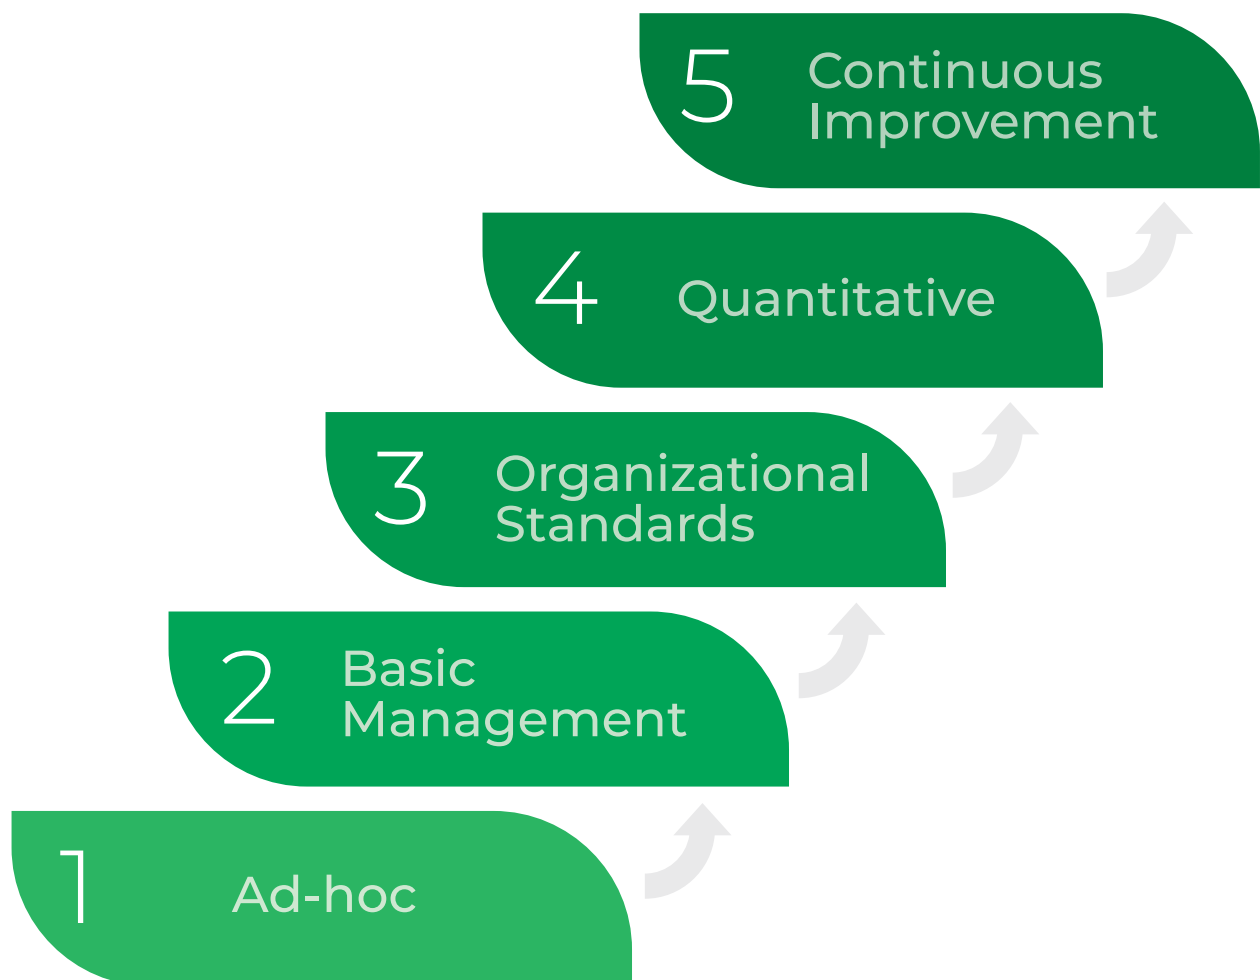 5
Continuous
Improvement
4
Quantitative
3
Organizational
Standards
2
Basic
Management
1
Ad-hoc